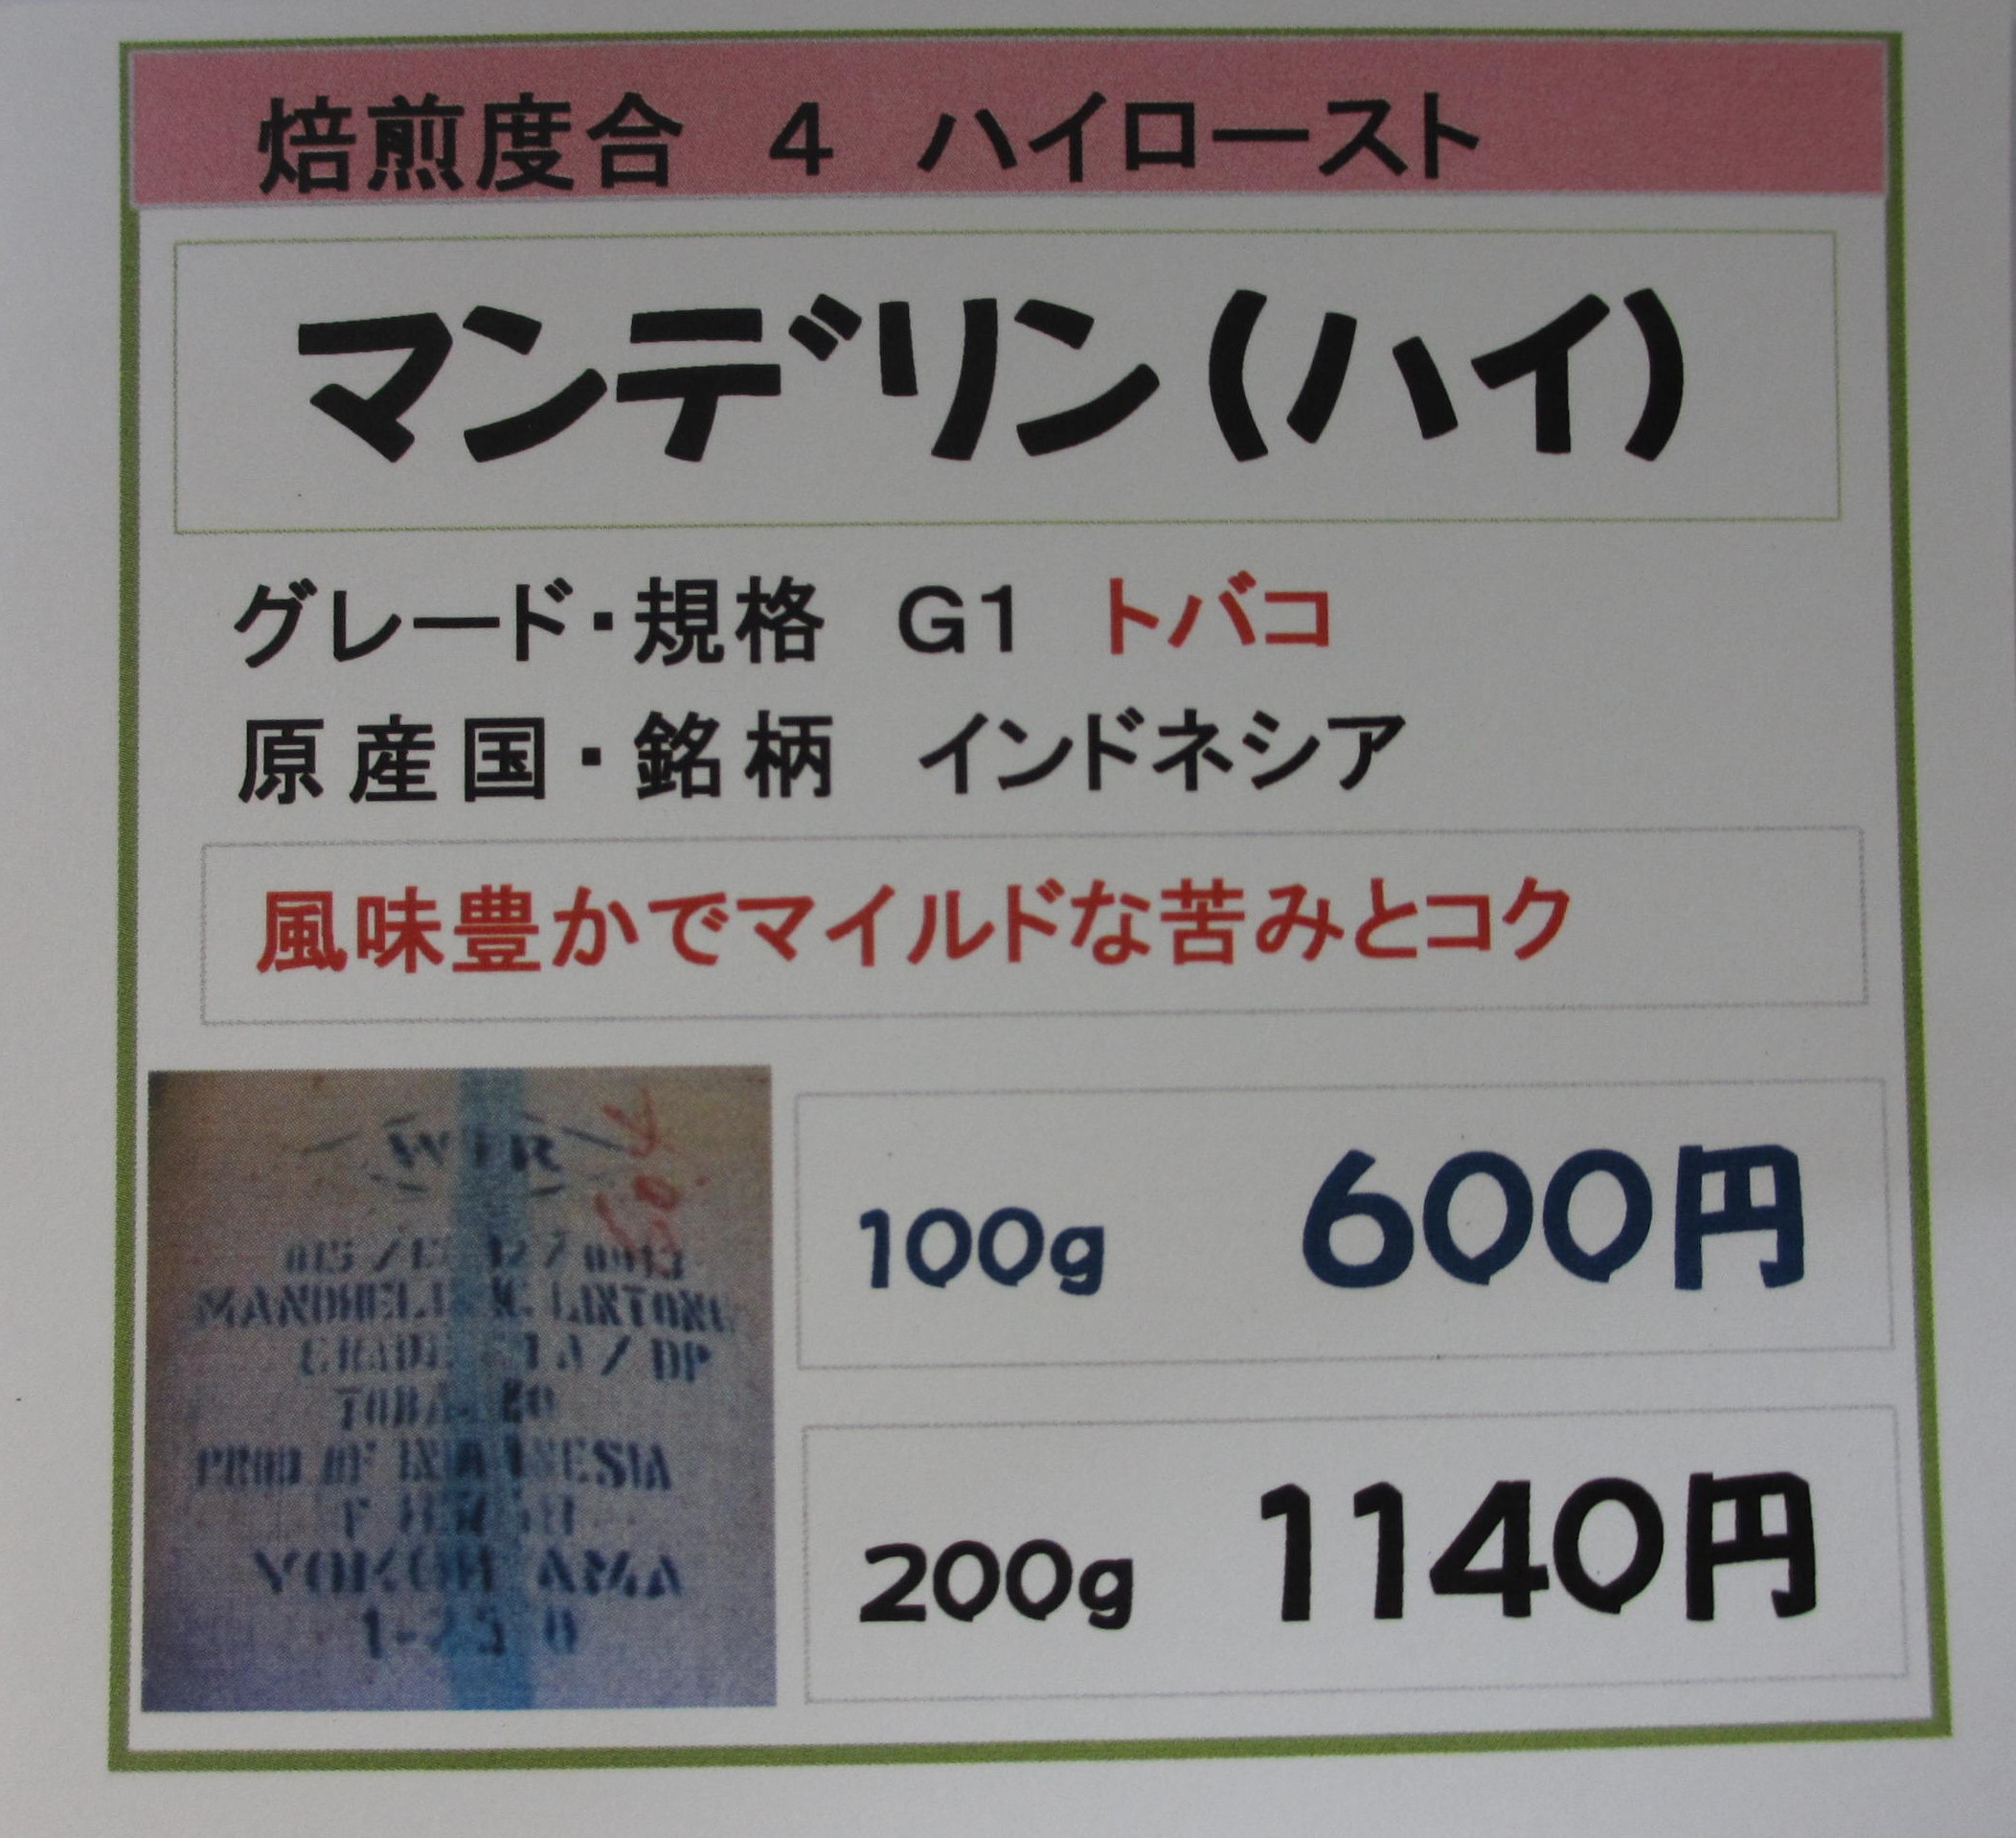 焙煎度合 4 ハイロースト
マンデリン(ハイ)
グレード・規格 G1 トバコ
原産国・銘柄 インドネシア
風味豊かでマイルドな苦みとコク
100g 600円
200g 1140円
PROD OF